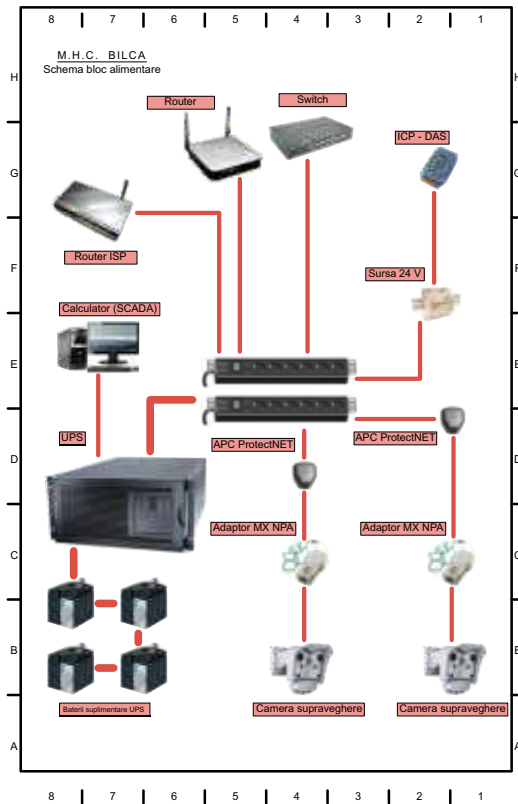 8 7 6 5 4 3 2 1
M.H.C. BILCA
Schema bloc alimentare
H H
Router
Switch
ICP - DAS
G G
Router ISP
Sursa 24 V
F F
Calculator (SCADA)
E E
UPS
APC ProtectNET
APC ProtectNET
D D
Adaptor MX NPA
Adaptor MX NPA
C C
B B
Baterii suplimentare UPS
Camera supraveghere
Camera supraveghere
A A
8 7 6 5 4 3 2 1